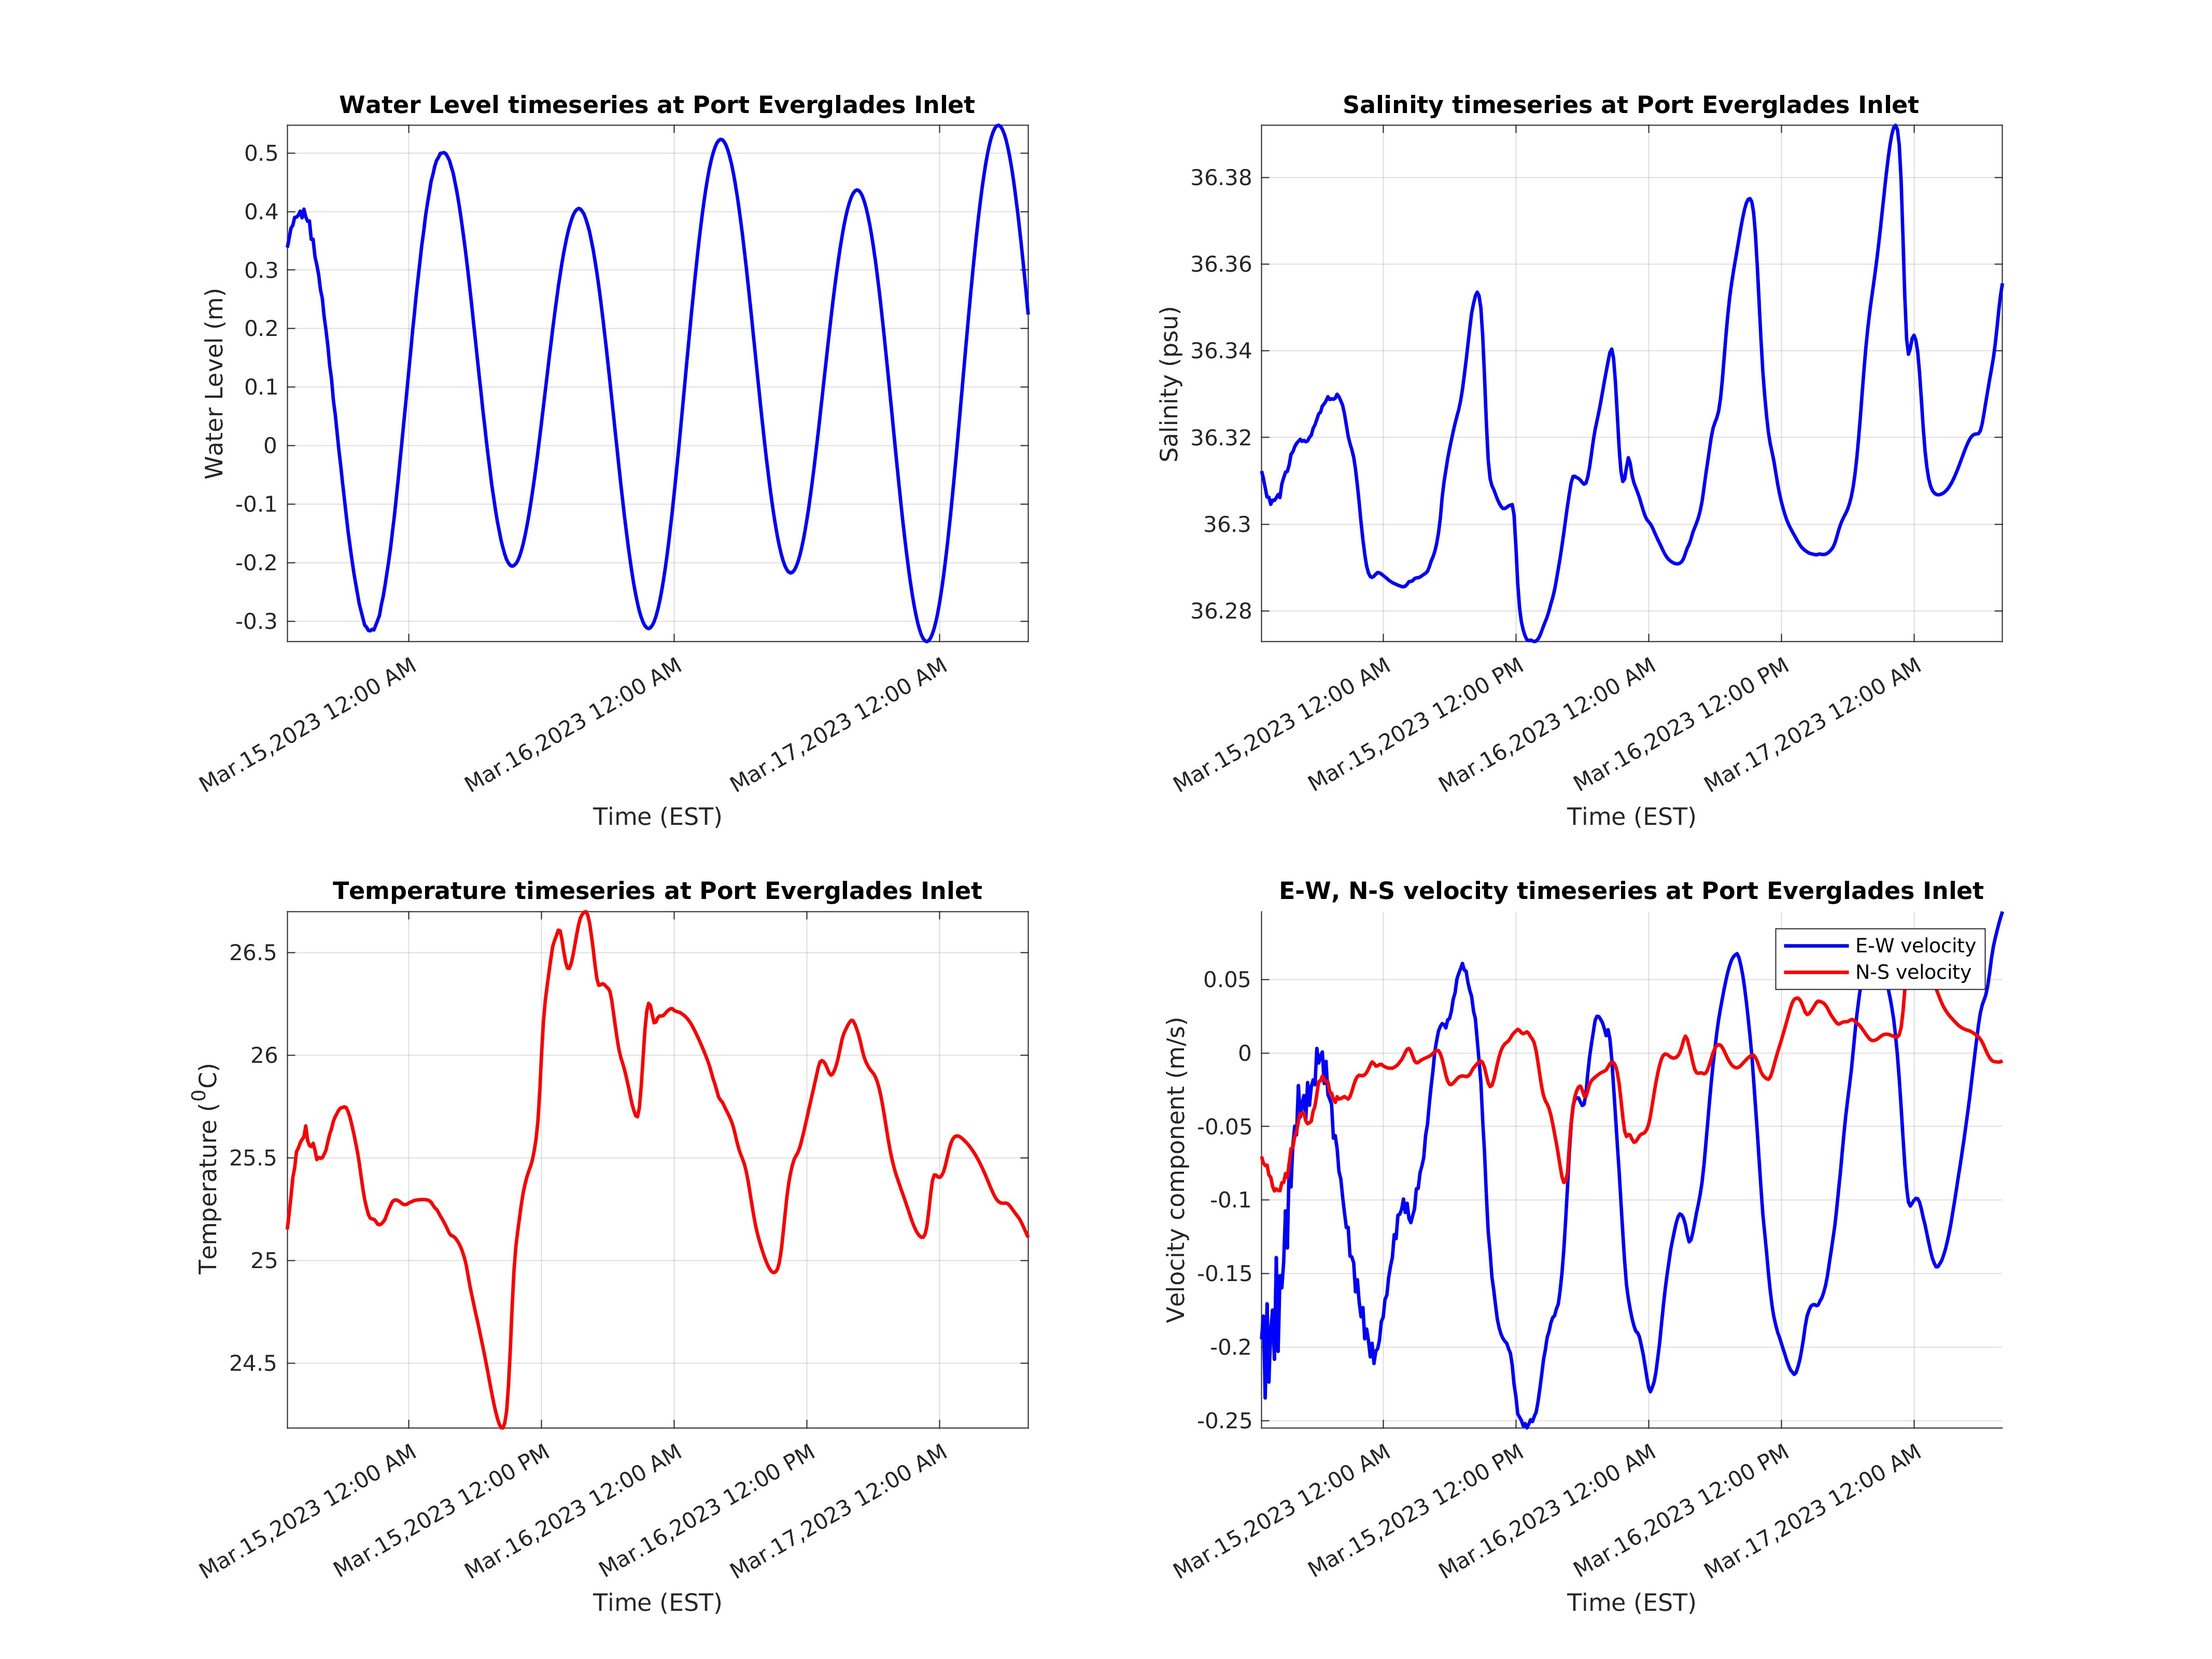 Water Level timeseries at Port Everglades Inlet
0.5
0.4
0.3
0.2
0.1
0
-0.1
-0.2
-0.3
Water Level (m)
Mar.15,2023 12:00 AM
Mar.16,2023 12:00 AM
Mar.17,2023 12:00 AM
Time (EST)
Salinity timeseries at Port Everglades Inlet
36.38
36.36
36.34
36.32
36.3
36.28
Salinity (psu)
Mar.15,2023 12:00 AM
Mar.15,2023 12:00 PM
Mar.16,2023 12:00 AM
Mar.16,2023 12:00 PM
Mar.17,2023 12:00 AM
Time (EST)
Temperature timeseries at Port Everglades Inlet
26.5
26
25.5
25
24.5
Temperature (⁰C)
Mar.15,2023 12:00 AM
Mar.15,2023 12:00 PM
Mar.16,2023 12:00 AM
Mar.16,2023 12:00 PM
Mar.17,2023 12:00 AM
Time (EST)
E-W, N-S velocity timeseries at Port Everglades Inlet
E-W velocity
N-S velocity
0.05
0
-0.05
-0.1
-0.15
-0.2
-0.25
Velocity component (m/s)
Mar.15,2023 12:00 AM
Mar.15,2023 12:00 PM
Mar.16,2023 12:00 AM
Mar.16,2023 12:00 PM
Mar.17,2023 12:00 AM
Time (EST)